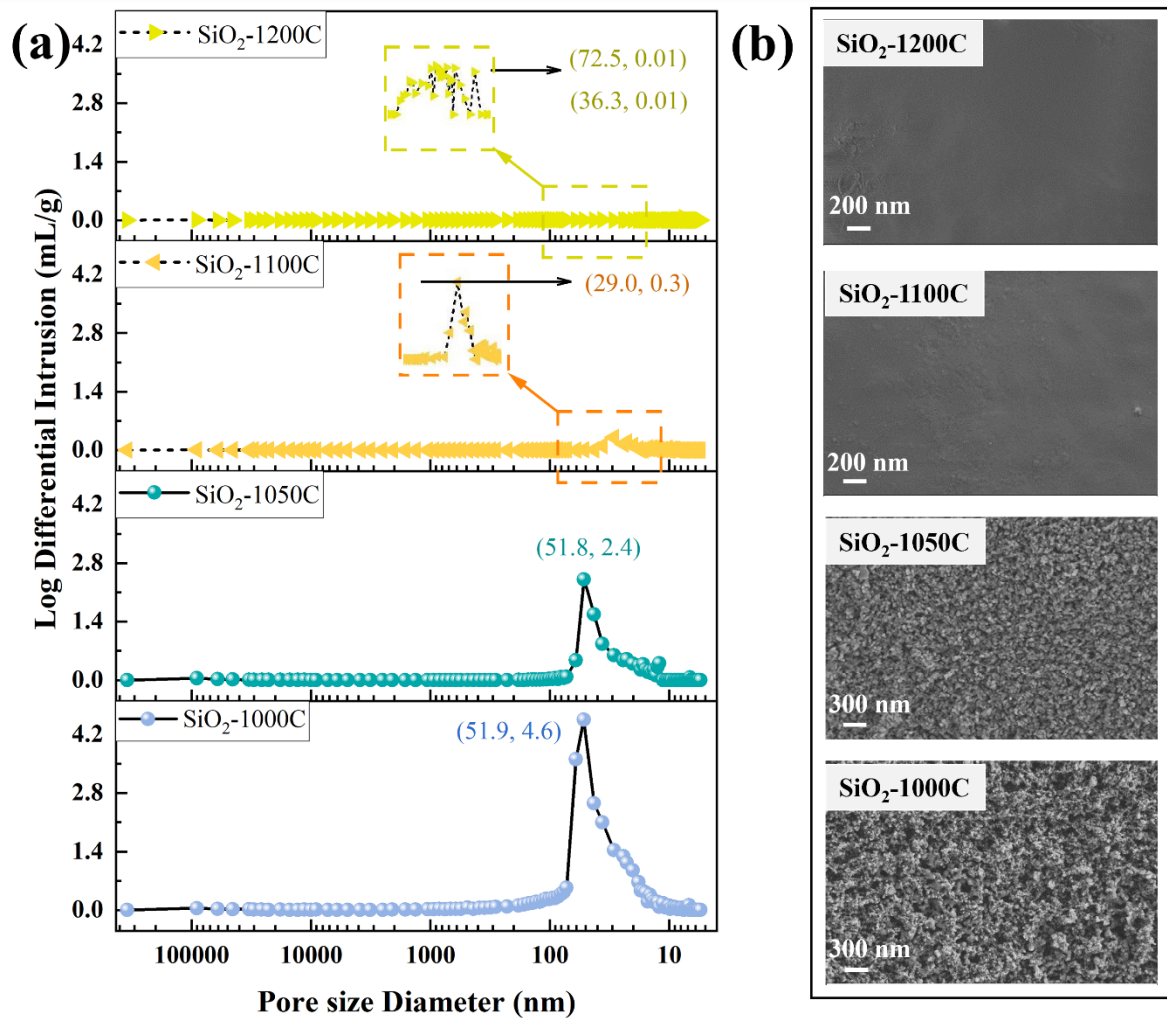 (a)
Log Differential Intrusion (mL/g)
SiO₂-1200C
4.2
2.8
1.4
0.0
(72.5, 0.01)
(36.3, 0.01)
SiO₂-1100C
4.2
2.8
1.4
0.0
(29.0, 0.3)
SiO₂-1050C
4.2
2.8
1.4
0.0
(51.8, 2.4)
SiO₂-1000C
4.2
2.8
1.4
0.0
(51.9, 4.6)
100000 10000 1000 100 10
Pore size Diameter (nm)
(b)
SiO₂-1200C
200 nm
SiO₂-1100C
200 nm
SiO₂-1050C
300 nm
SiO₂-1000C
300 nm